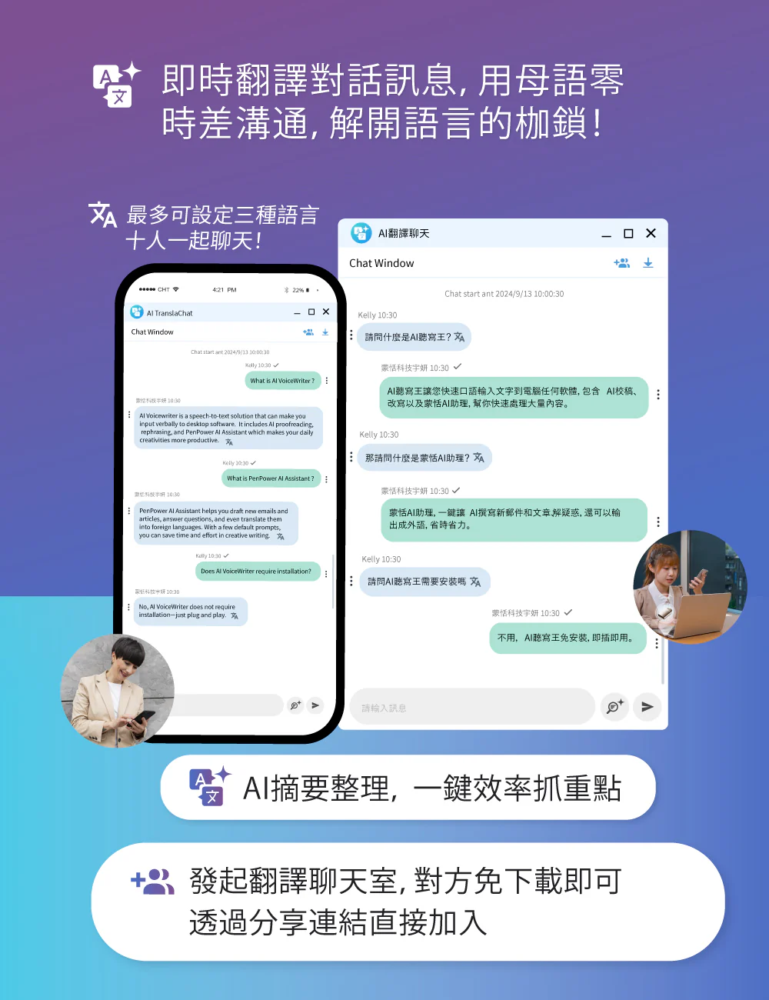 即時翻譯對話訊息, 用母語零
時差溝通, 解開語言的枷鎖!
最多可設定三種語言
十人一起聊天!
CHT 4:21 PM 22%
AI TranslaChat
Chat Window
Chat start ant 2024/9/13 10:00:30
Kelly 10:30
What is AI VoiceWriter ?
蒙恬科技宇妍 10:30
AI Voicewriter is a speech-to-text solution that can make you
input verbally to desktop software. It includes AI proofreading,
rephrasing, and PenPower AI Assistant which makes your daily
creativities more productive.
Kelly 10:30
What is PenPower AI Assistant ?
蒙恬科技宇妍 10:30
PenPower AI Assistant helps you draft new emails and
articles, answer questions, and even translate them
into foreign languages. With a few default prompts,
you can save time and effort in creative writing.
Kelly 10:30
Does AI VoiceWriter require installation?
蒙恬科技宇妍 10:30
No, AI VoiceWriter does not require
installation—just plug and play.
AI翻譯聊天
Chat Window
Chat start ant 2024/9/13 10:00:30
Kelly 10:30
請問什麼是AI聽寫王?
蒙恬科技宇妍 10:30
AI聽寫王讓您快速口語輸入文字到電腦任何軟體, 包含 AI校稿、
改寫以及蒙恬AI助理, 幫你快速處理大量內容。
Kelly 10:30
那請問什麼是蒙恬AI助理?
蒙恬科技宇妍 10:30
蒙恬AI助理, 一鍵讓 AI撰寫新郵件和文章,解疑惑, 還可以輸
出成外語, 省時省力。
Kelly 10:30
請問AI聽寫王需要安裝嗎
蒙恬科技宇妍 10:30
不用, AI聽寫王免安裝, 即插即用。
請輸入訊息
AI摘要整理, 一鍵效率抓重點
發起翻譯聊天室, 對方免下載即可
透過分享連結直接加入